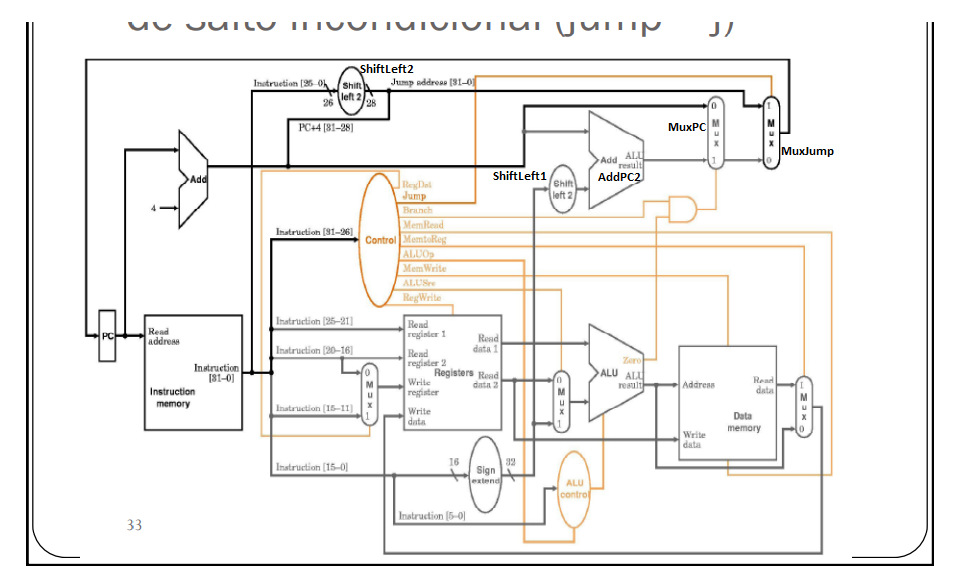 de salto incondicional (jump – j)
ShiftLeft2
Instruction [25–0]
Shift
left 2
Jump address [31–0]
26
28
PC+4 [31–28]
Add
4
ShiftLeft1
Shift
left 2
Add
ALU
result
AddPC2
MuxPC
0
M
u
x
1
1
M
u
x
0
MuxJump
Instruction [31–26]
Control
RegDst
Jump
Branch
MemRead
MemtoReg
ALUOp
MemWrite
ALUSrc
RegWrite
PC
Read
address
Instruction
[31–0]
Instruction
memory
Instruction [25–21]
Instruction [20–16]
Instruction [15–11]
0
M
u
x
1
Read
register 1
Read
register 2
Write
register
Write
data
Registers
Read
data 1
Read
data 2
0
M
u
x
1
Zero
ALU
ALU
result
Address
Read
data
Data
memory
Write
data
1
M
u
x
0
Instruction [15–0]
16
Sign
extend
32
ALU
control
Instruction [5–0]
33